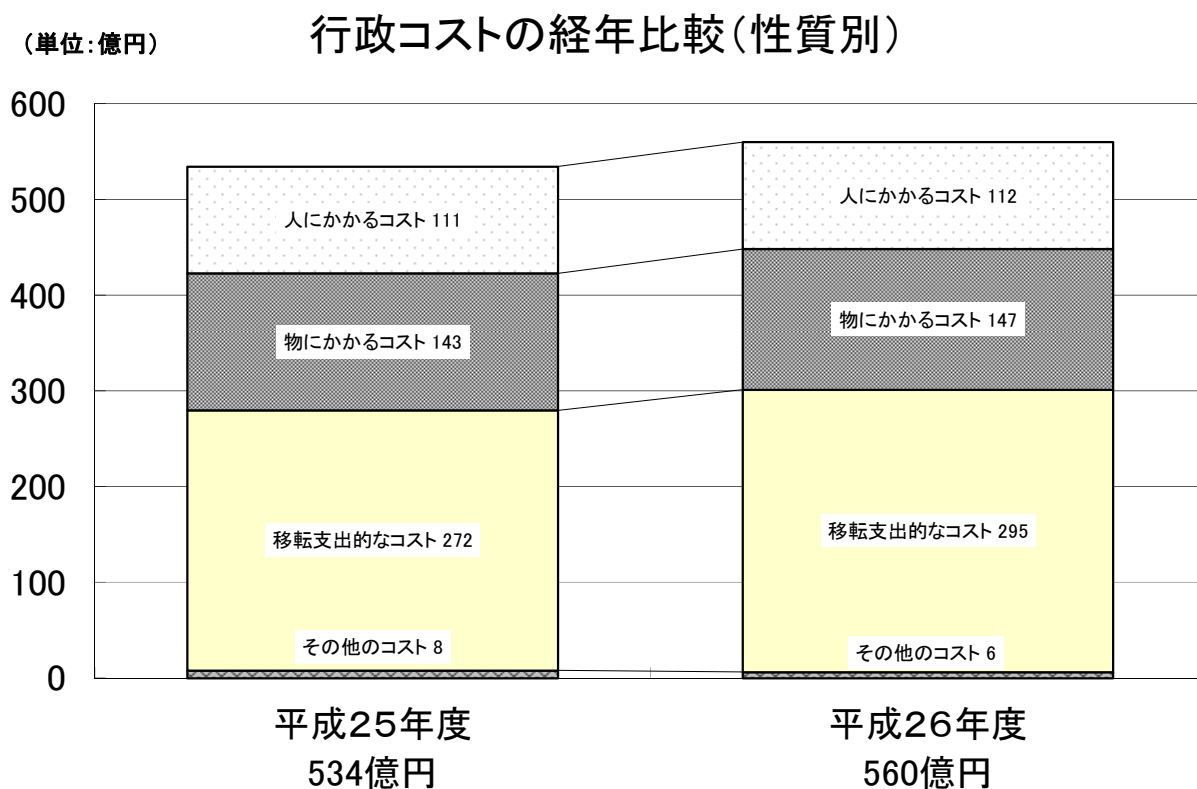 （単位：億円）
行政コストの経年比較（性質別）
600
500
400
300
200
100
0
人にかかるコスト 111
物にかかるコスト 143
移転支出的なコスト 272
その他のコスト 8
人にかかるコスト 112
物にかかるコスト 147
移転支出的なコスト 295
その他のコスト 6
平成２５年度
534億円
平成２６年度
560億円